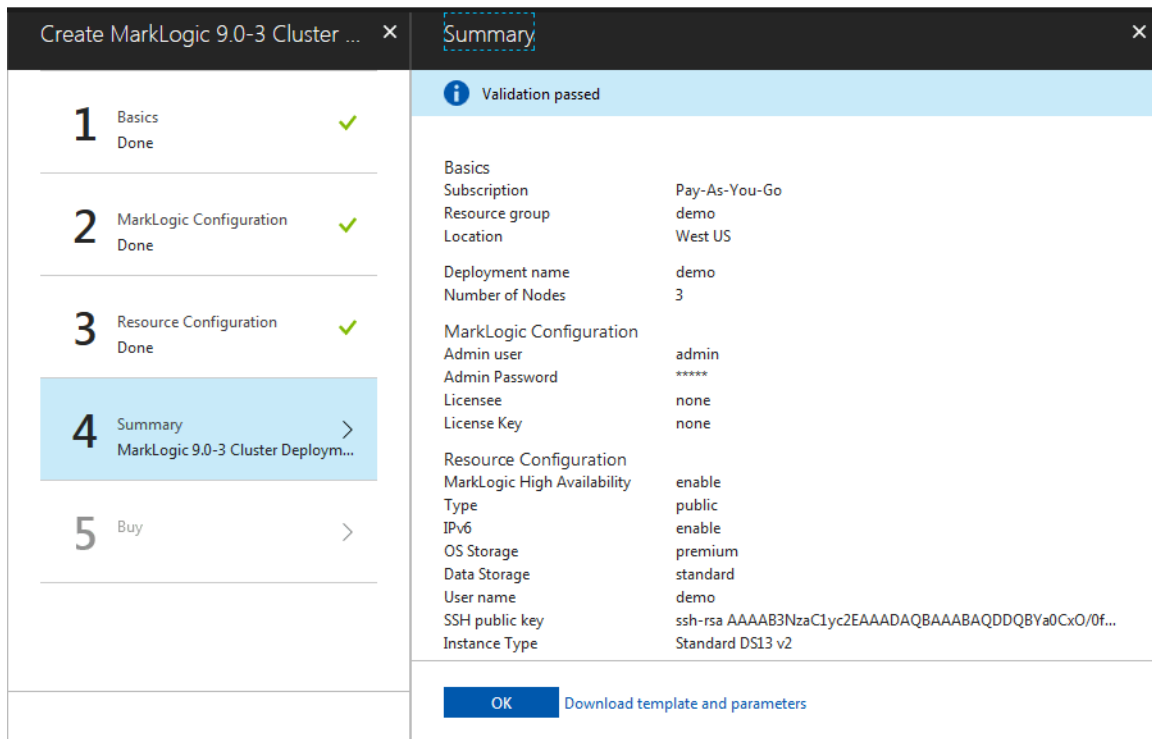 Create MarkLogic 9.0-3 Cluster ...
1 Basics
Done
2 MarkLogic Configuration
Done
3 Resource Configuration
Done
4 Summary
MarkLogic 9.0-3 Cluster Deploym...
5 Buy
Summary
Validation passed
Basics
Subscription Pay-As-You-Go
Resource group demo
Location West US
Deployment name demo
Number of Nodes 3
MarkLogic Configuration
Admin user admin
Admin Password *****
Licensee none
License Key none
Resource Configuration
MarkLogic High Availability enable
Type public
IPv6 enable
OS Storage premium
Data Storage standard
User name demo
SSH public key ssh-rsa AAAAB3NzaC1yc2EAAADAQBAAABAQDDQBYa0CxO/0f...
Instance Type Standard DS13 v2
OK Download template and parameters